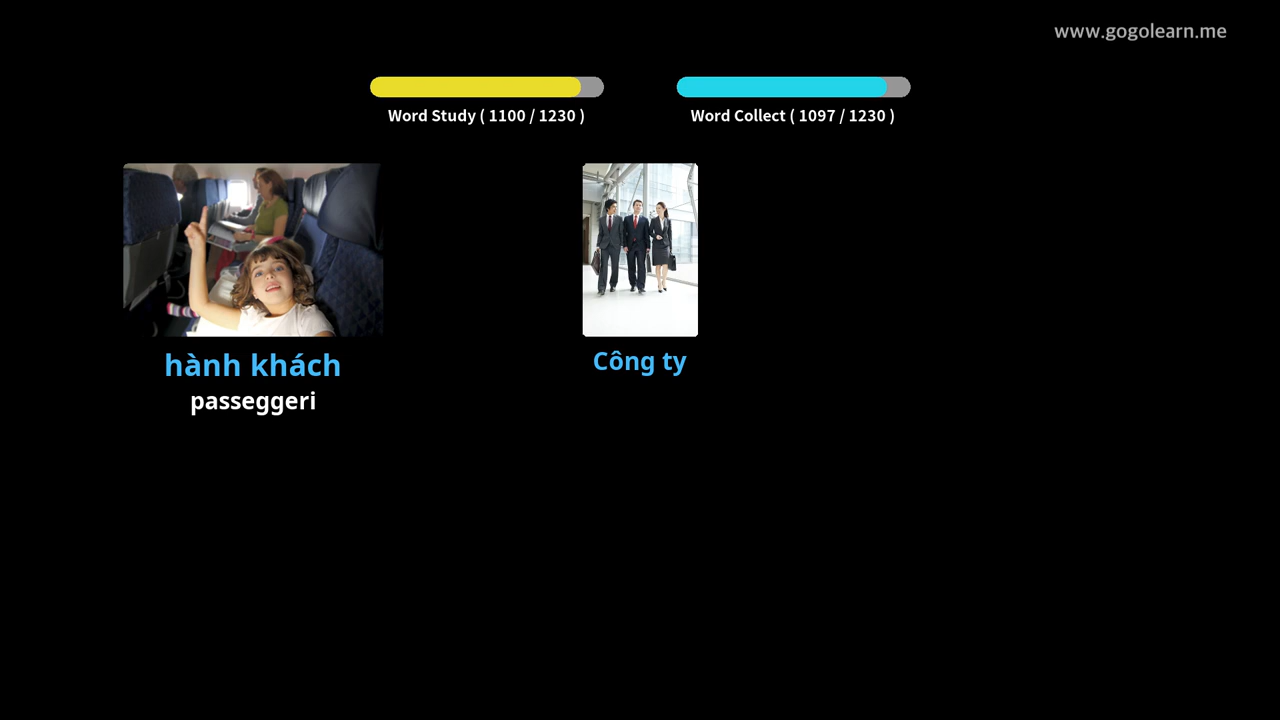 www.gogolearn.me
Word Study ( 1100 / 1230 )
Word Collect ( 1097 / 1230 )
hành khách
passeggeri
Công ty